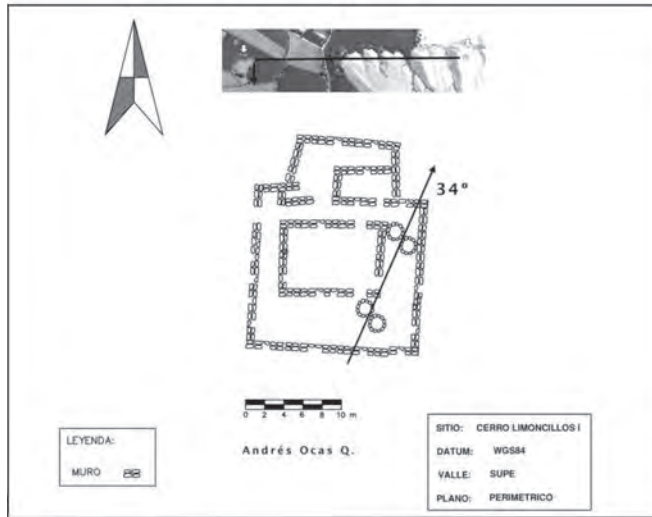 34°
0 2 4 6 8 10 m
Andrés Ocas Q.
LEYENDA:
MURO
SITIO: CERRO LIMONCILLOS I
DATUM: WGS84
VALLE: SUPE
PLANO: PERIMETRICO